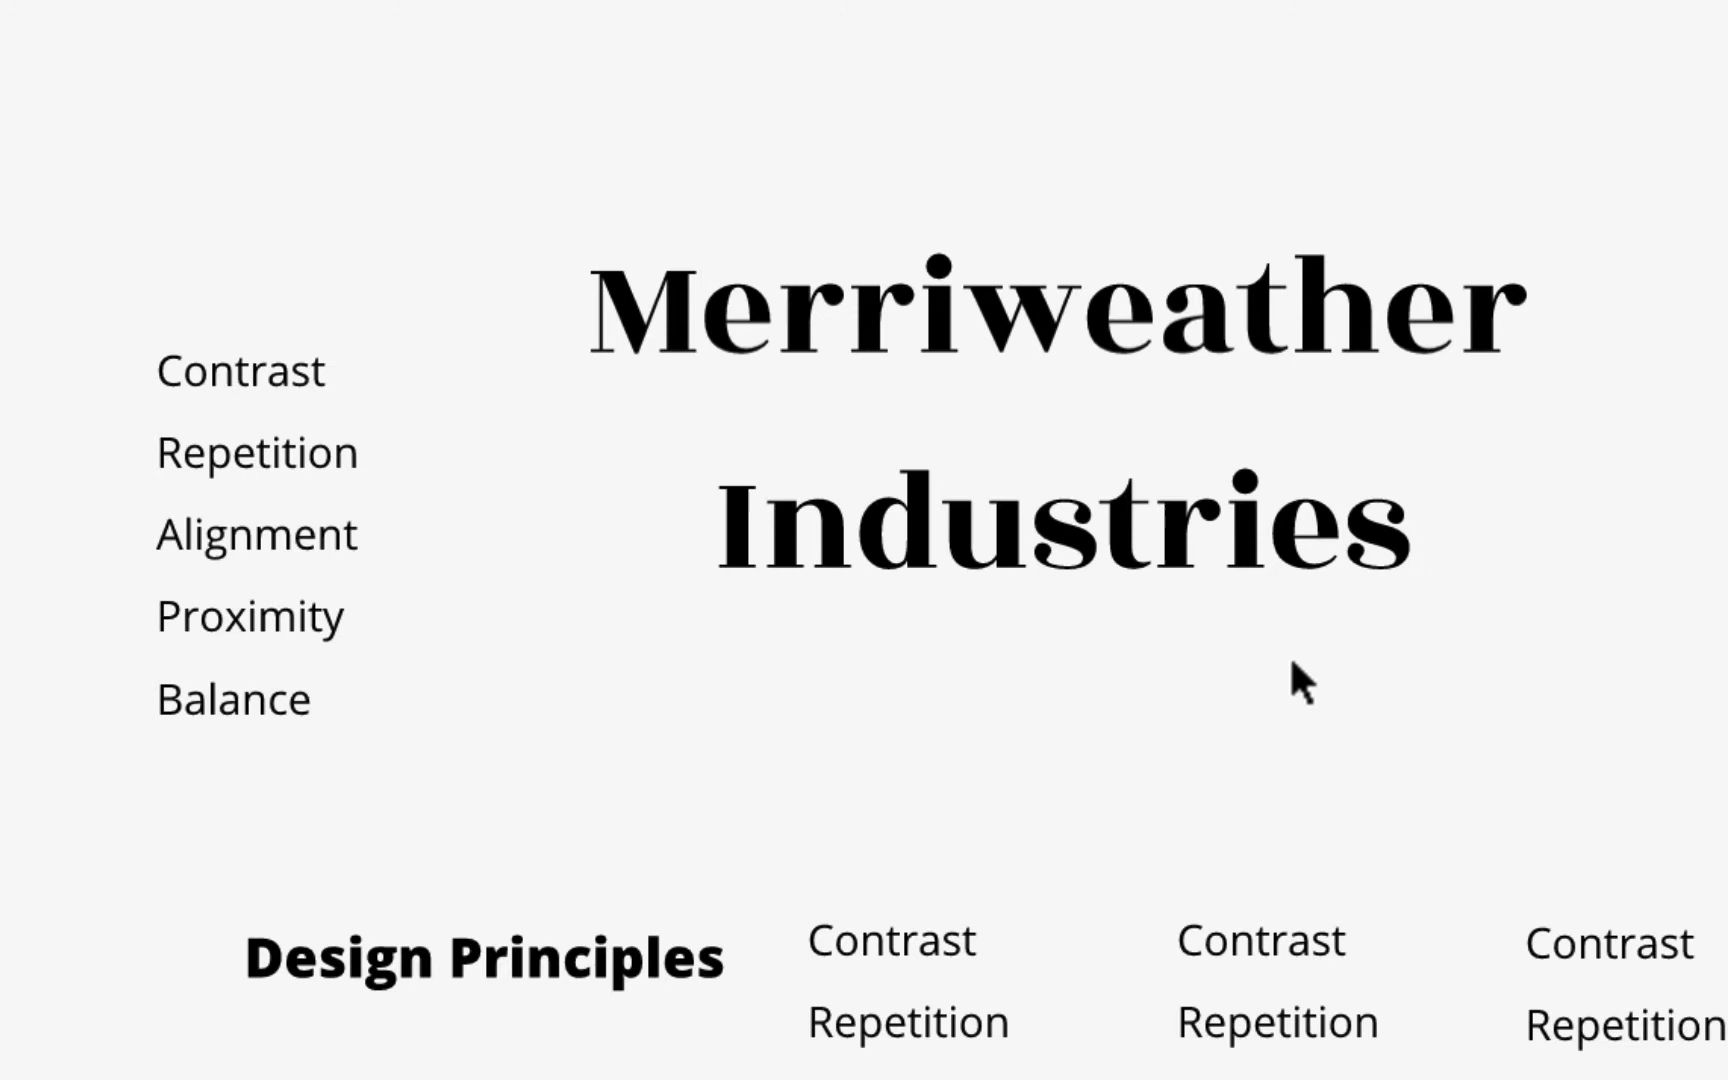 Merriweather
Industries
Contrast
Repetition
Alignment
Proximity
Balance
Design Principles
Contrast
Repetition
Contrast
Repetition
Contrast
Repetition